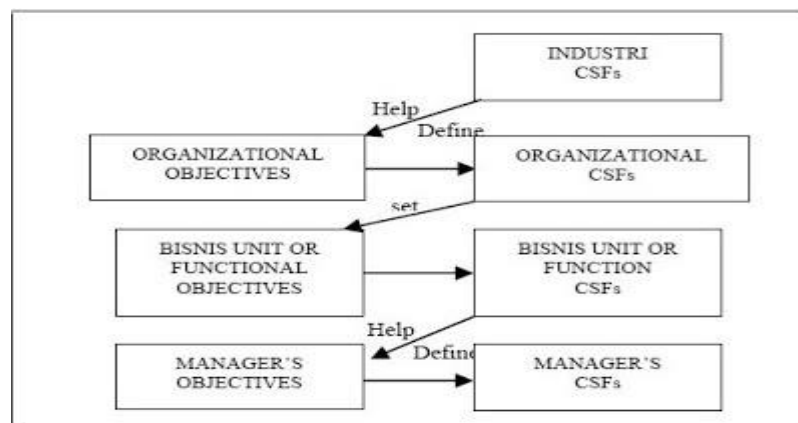 INDUSTRI
CSFs
Help
Define
ORGANIZATIONAL
OBJECTIVES
ORGANIZATIONAL
CSFs
set
BISNIS UNIT OR
FUNCTIONAL
OBJECTIVES
BISNIS UNIT OR
FUNCTION
CSFs
Help
Define
MANAGER'S
OBJECTIVES
MANAGER'S
CSFs